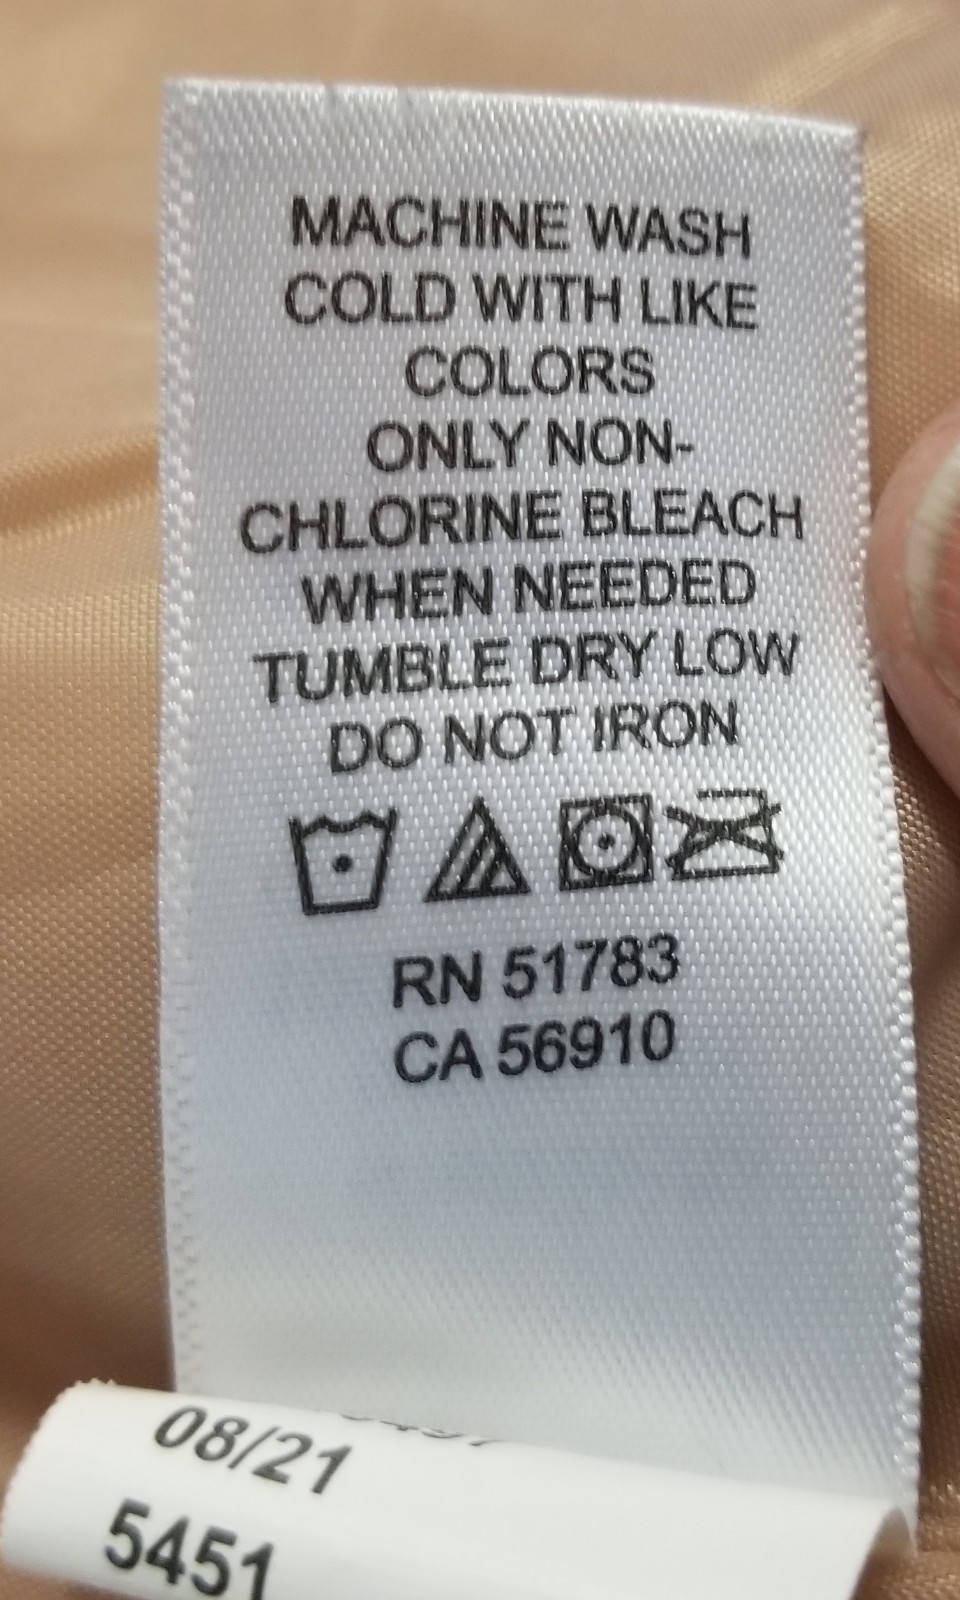 MACHINE WASH
COLD WITH LIKE
COLORS
ONLY NON-
CHLORINE BLEACH
WHEN NEEDED
TUMBLE DRY LOW
DO NOT IRON
RN 51783
CA 56910
08/21
5451